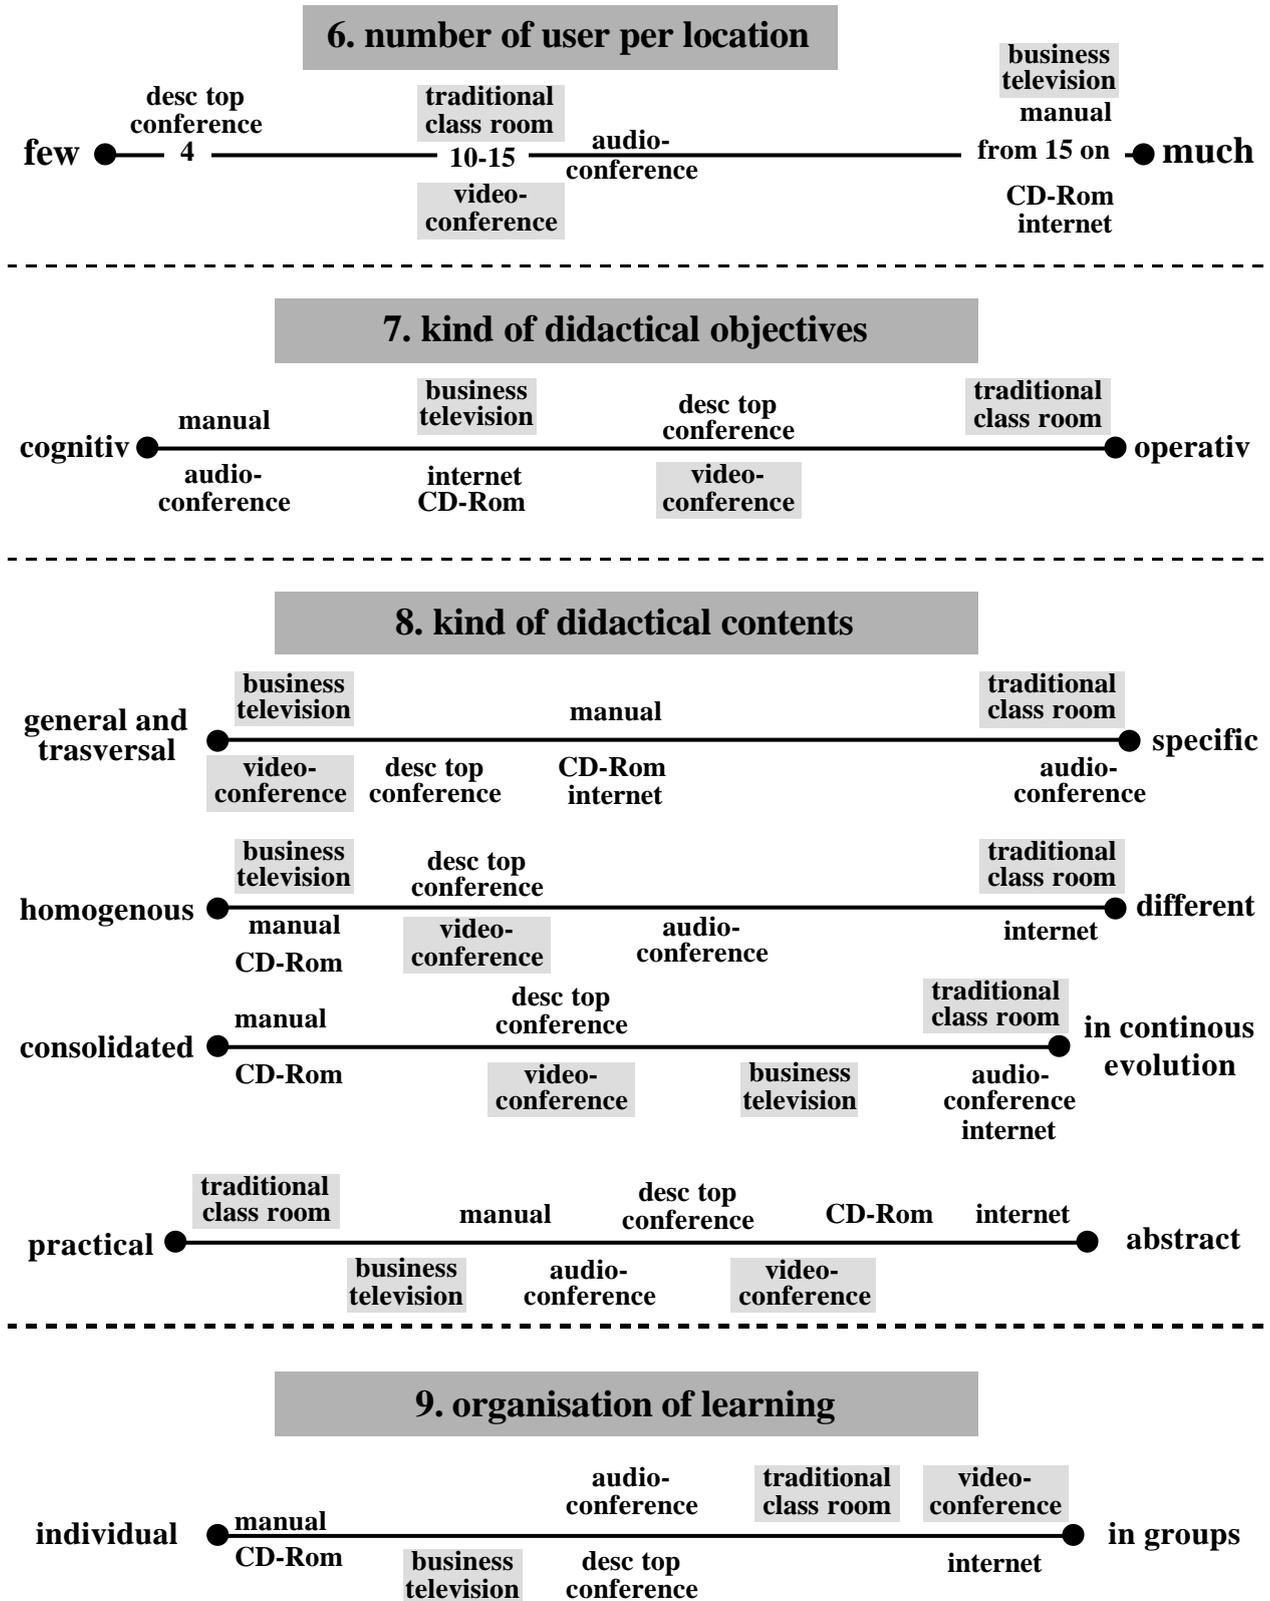 6. number of user per location
business
television
manual
desc top
conference
traditional
class room
audio-
conference
few
4
10-15
from 15 on
much
video-
conference
CD-Rom
internet
7. kind of didactical objectives
manual
business
television
desc top
conference
traditional
class room
cognitiv
operativ
audio-
conference
internet
CD-Rom
video-
conference
8. kind of didactical contents
business
television
manual
traditional
class room
general and
trasversal
specific
video-
conference
desc top
conference
CD-Rom
internet
audio-
conference
business
television
desc top
conference
traditional
class room
homogenous
different
manual
CD-Rom
video-
conference
audio-
conference
internet
manual
desc top
conference
traditional
class room
consolidated
in continous
evolution
CD-Rom
video-
conference
business
television
audio-
conference
internet
traditional
class room
manual
desc top
conference
CD-Rom
internet
practical
abstract
business
television
audio-
conference
video-
conference
9. organisation of learning
audio-
conference
traditional
class room
video-
conference
individual
manual
in groups
CD-Rom
business
television
desc top
conference
internet